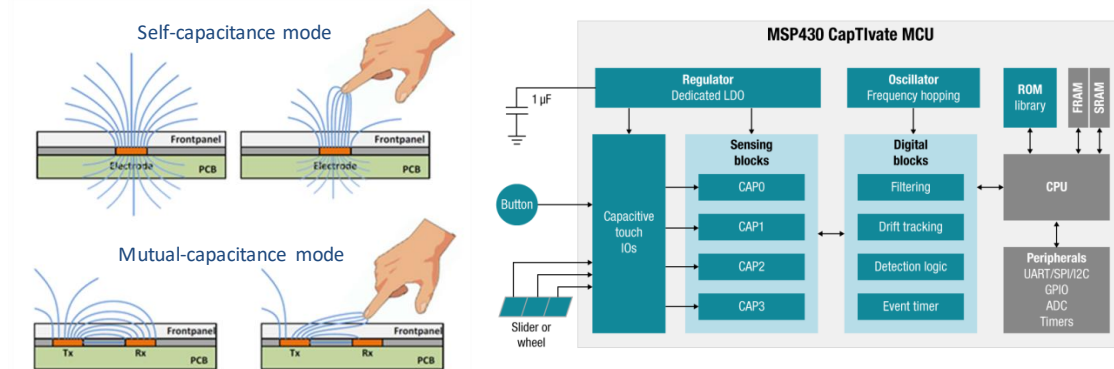 Self-capacitance mode
Frontpanel
Electrode
PCB
Frontpanel
Electrode
PCB
Mutual-capacitance mode
Frontpanel
Tx
Rx
PCB
Frontpanel
Tx
Rx
PCB
MSP430 CapTIvate MCU
1 µF
Regulator
Dedicated LDO
Oscillator
Frequency hopping
ROM
library
FRAM
SRAM
Button
Slider or
wheel
Capacitive
touch
IOs
Sensing
blocks
CAP0
CAP1
CAP2
CAP3
Digital
blocks
Filtering
Drift tracking
Detection logic
Event timer
CPU
Peripherals
UART/SPI/I2C
GPIO
ADC
Timers